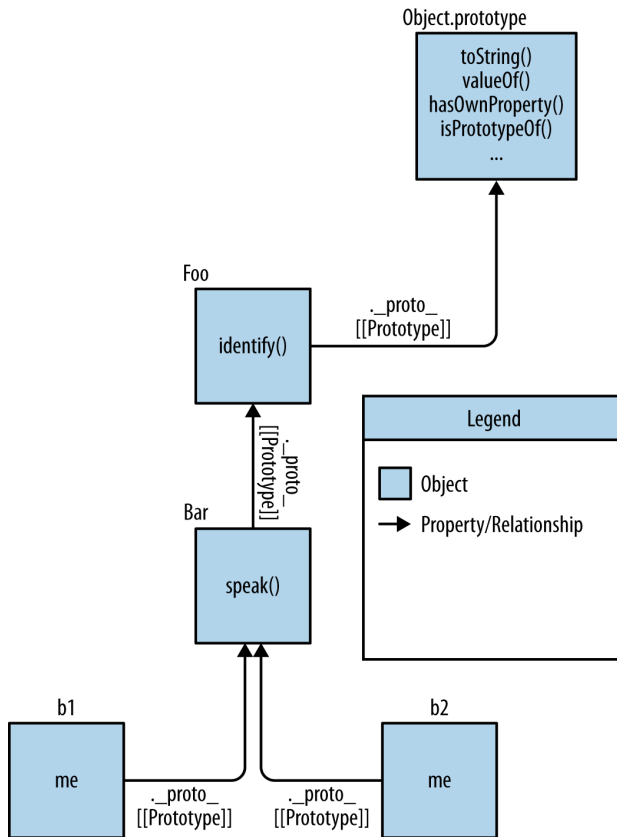 Object.prototype
toString()
valueOf()
hasOwnProperty()
isPrototypeOf()
...
Foo
identify()
._proto_
[[Prototype]]
._proto_
[[Prototype]]
Legend
Object
Property/Relationship
Bar
speak()
b1
me
._proto_
[[Prototype]]
b2
me
._proto_
[[Prototype]]